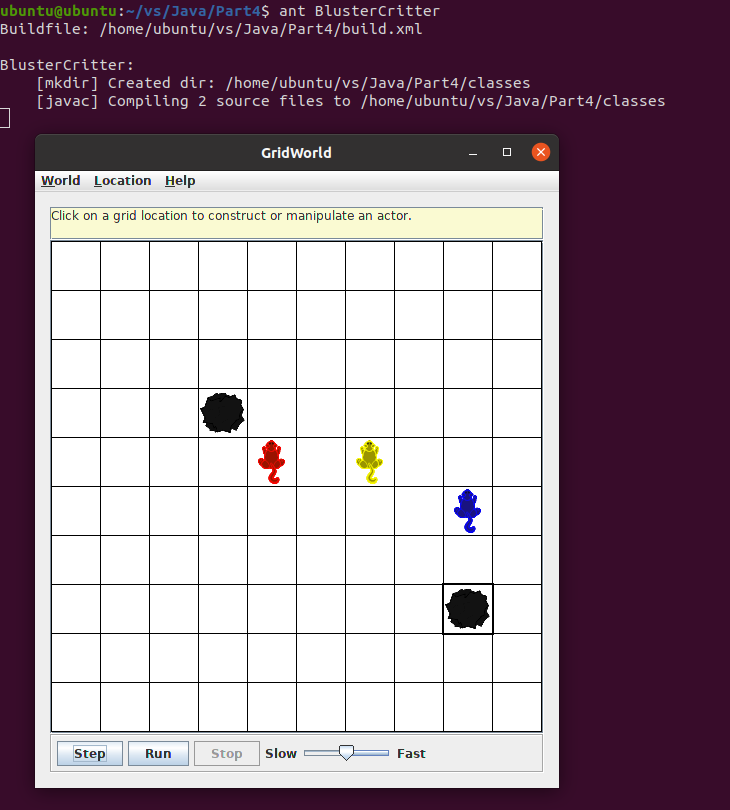 ubuntu@ubuntu:~/vs/Java/Part4$ ant BlusterCritter
Buildfile: /home/ubuntu/vs/Java/Part4/build.xml
BlusterCritter:
[mkdir] Created dir: /home/ubuntu/vs/Java/Part4/classes
[javac] Compiling 2 source files to /home/ubuntu/vs/Java/Part4/classes
GridWorld
World Location Help
Click on a grid location to construct or manipulate an actor.
Step Run Stop Slow Fast